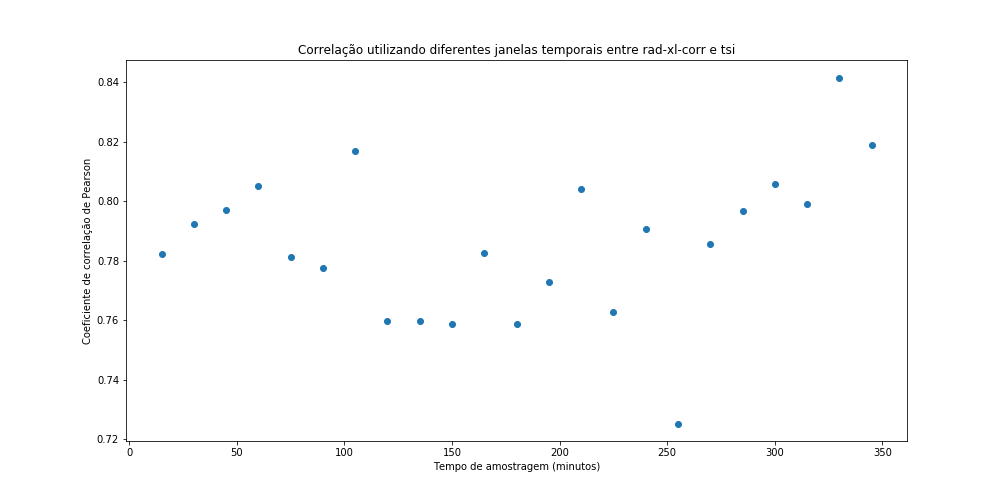 Correlação utilizando diferentes janelas temporais entre rad-xl-corr e tsi
Coeficiente de correlação de Pearson
0.84
0.82
0.80
0.78
0.76
0.74
0.72
0 50 100 150 200 250 300 350
Tempo de amostragem (minutos)